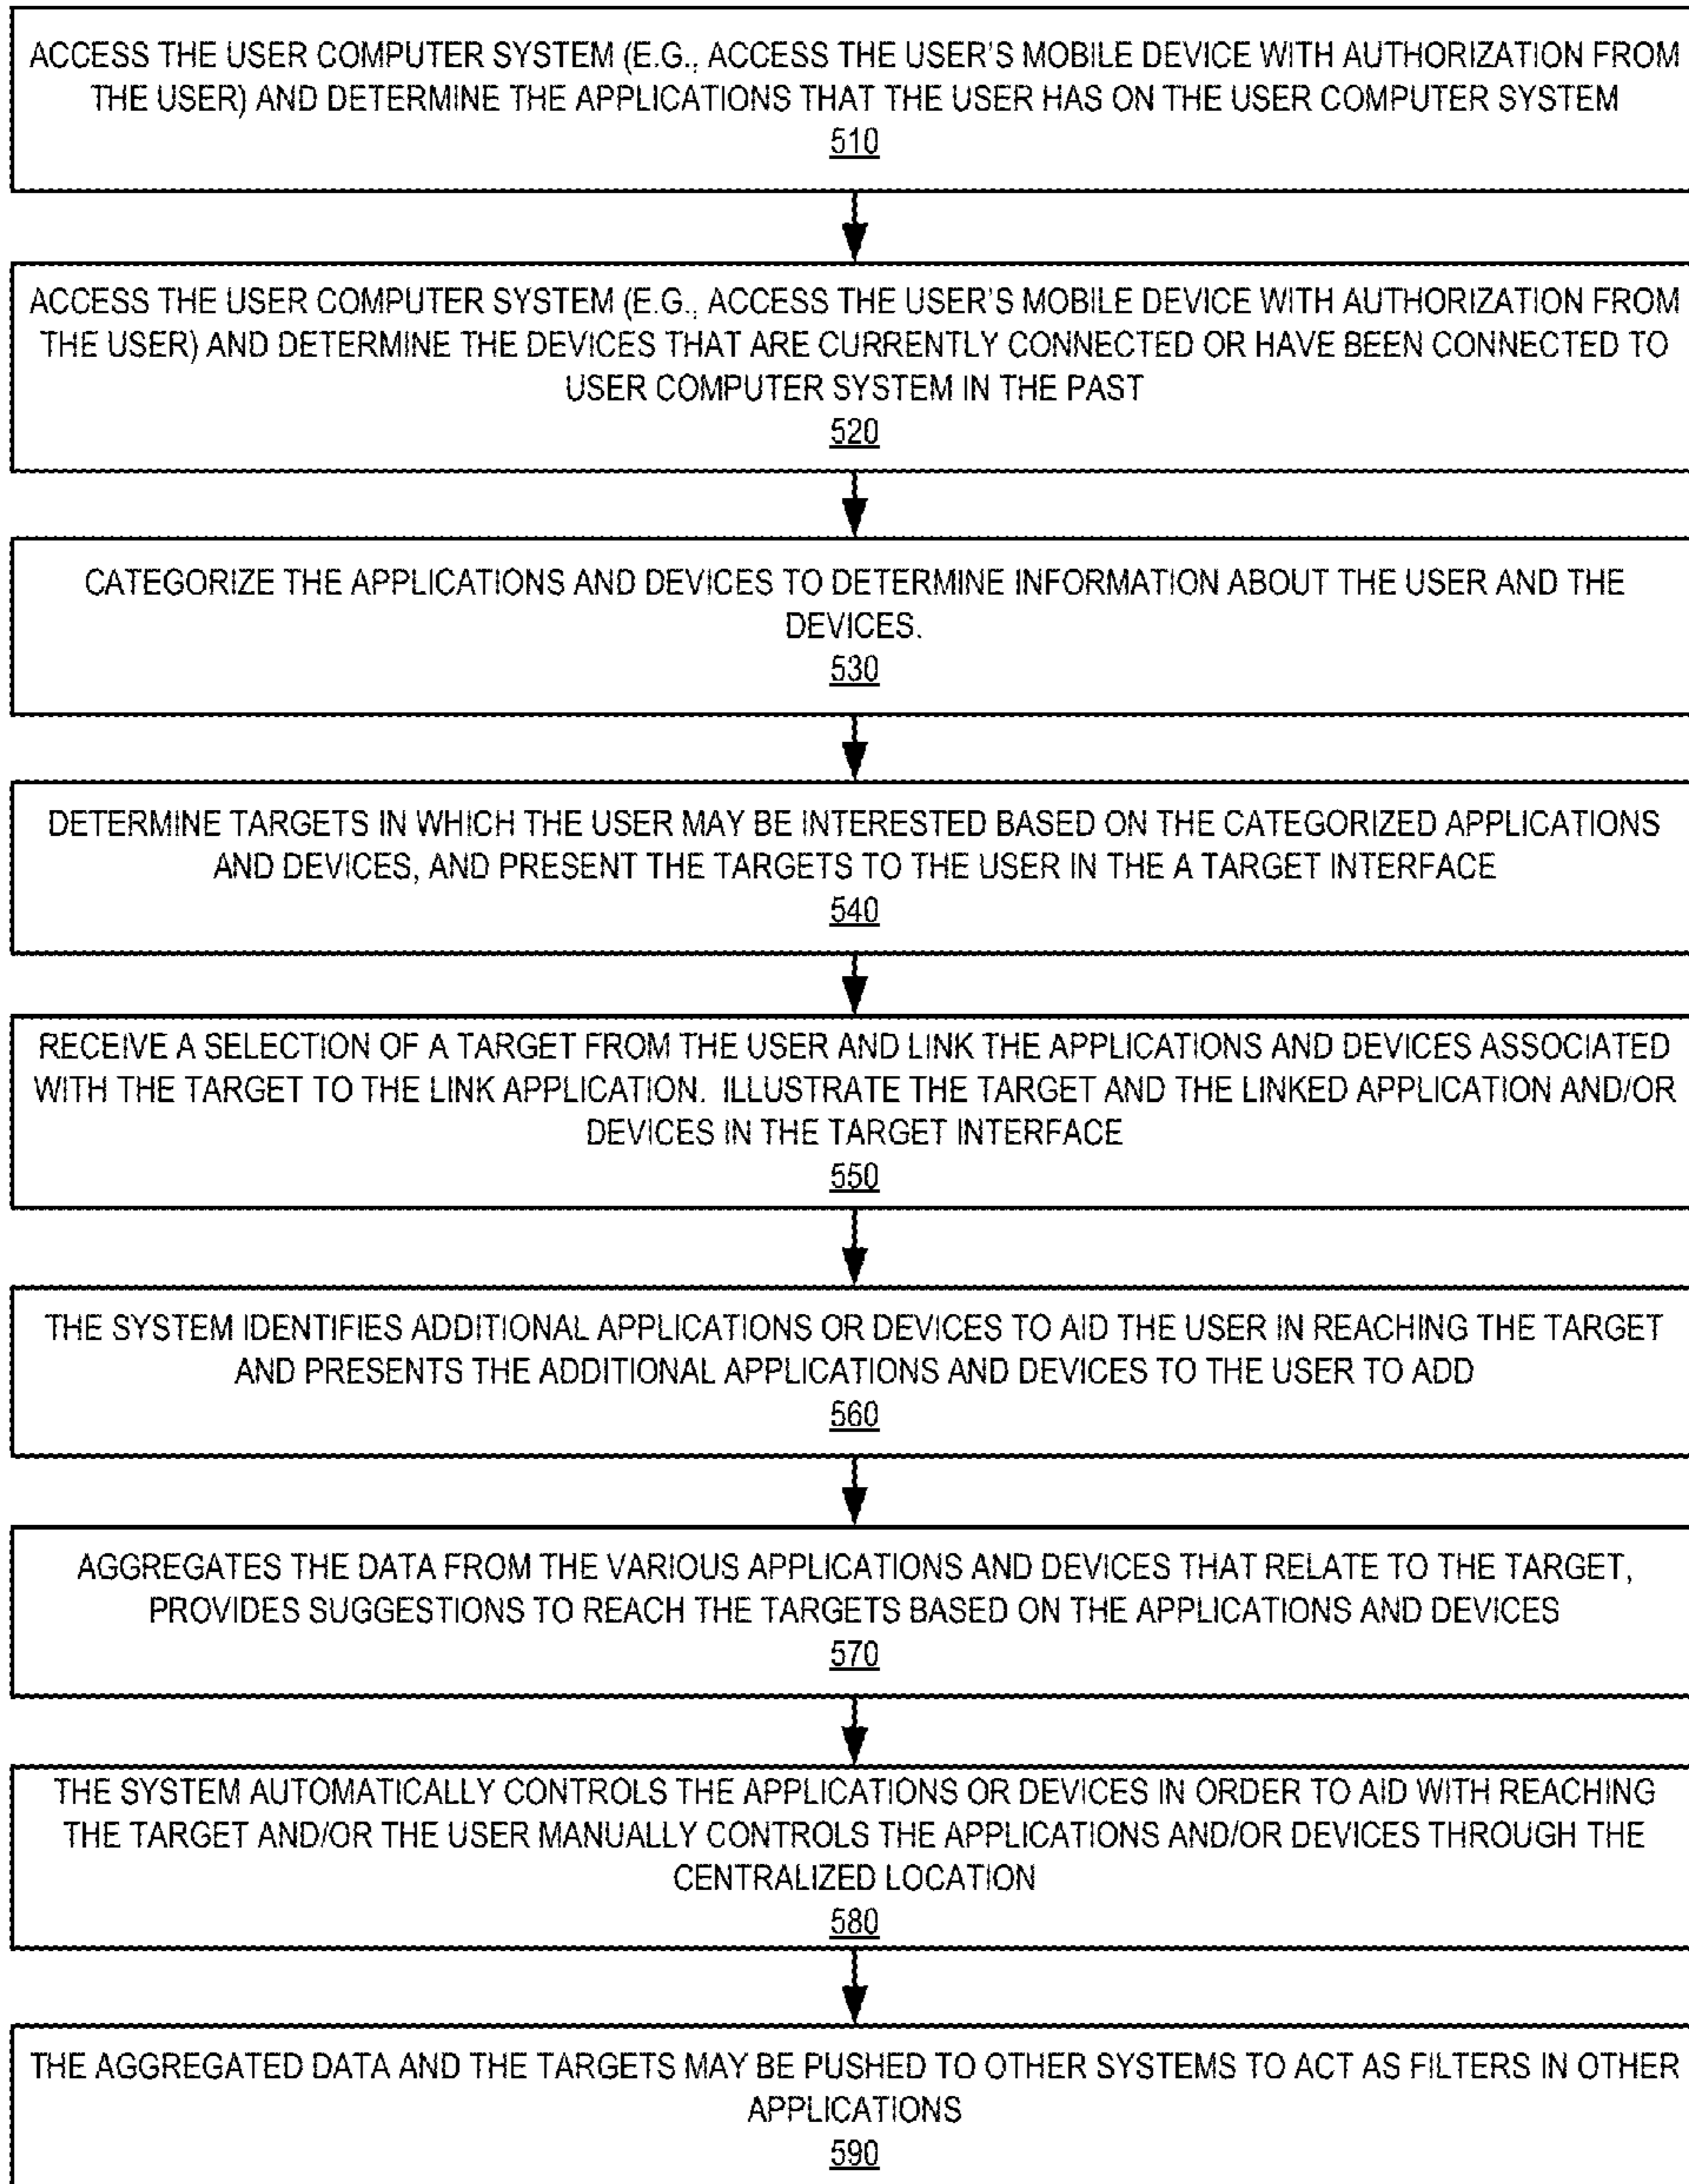 ACCESS THE USER COMPUTER SYSTEM (E.G., ACCESS THE USER'S MOBILE DEVICE WITH AUTHORIZATION FROM
THE USER) AND DETERMINE THE APPLICATIONS THAT THE USER HAS ON THE USER COMPUTER SYSTEM
510
ACCESS THE USER COMPUTER SYSTEM (E.G., ACCESS THE USER'S MOBILE DEVICE WITH AUTHORIZATION FROM
THE USER) AND DETERMINE THE DEVICES THAT ARE CURRENTLY CONNECTED OR HAVE BEEN CONNECTED TO
USER COMPUTER SYSTEM IN THE PAST
520
CATEGORIZE THE APPLICATIONS AND DEVICES TO DETERMINE INFORMATION ABOUT THE USER AND THE
DEVICES.
530
DETERMINE TARGETS IN WHICH THE USER MAY BE INTERESTED BASED ON THE CATEGORIZED APPLICATIONS
AND DEVICES, AND PRESENT THE TARGETS TO THE USER IN THE A TARGET INTERFACE
540
RECEIVE A SELECTION OF A TARGET FROM THE USER AND LINK THE APPLICATIONS AND DEVICES ASSOCIATED
WITH THE TARGET TO THE LINK APPLICATION. ILLUSTRATE THE TARGET AND THE LINKED APPLICATION AND/OR
DEVICES IN THE TARGET INTERFACE
550
THE SYSTEM IDENTIFIES ADDITIONAL APPLICATIONS OR DEVICES TO AID THE USER IN REACHING THE TARGET
AND PRESENTS THE ADDITIONAL APPLICATIONS AND DEVICES TO THE USER TO ADD
560
AGGREGATES THE DATA FROM THE VARIOUS APPLICATIONS AND DEVICES THAT RELATE TO THE TARGET,
PROVIDES SUGGESTIONS TO REACH THE TARGETS BASED ON THE APPLICATIONS AND DEVICES
570
THE SYSTEM AUTOMATICALLY CONTROLS THE APPLICATIONS OR DEVICES IN ORDER TO AID WITH REACHING
THE TARGET AND/OR THE USER MANUALLY CONTROLS THE APPLICATIONS AND/OR DEVICES THROUGH THE
CENTRALIZED LOCATION
580
THE AGGREGATED DATA AND THE TARGETS MAY BE PUSHED TO OTHER SYSTEMS TO ACT AS FILTERS IN OTHER
APPLICATIONS
590